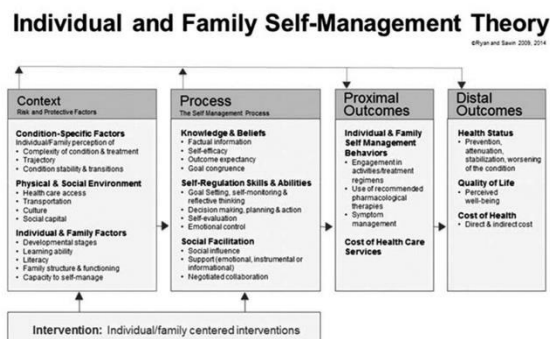 Individual and Family Self-Management Theory
©Ryan and Sawin 2009, 2014
Context
Risk and Protective Factors
Condition-Specific Factors
Individual/Family perception of
• Complexity of condition & treatment
• Trajectory
• Condition stability & transitions
Physical & Social Environment
• Health care access
• Transportation
• Culture
• Social capital
Individual & Family Factors
• Developmental stages
• Learning ability
• Literacy
• Family structure & functioning
• Capacity to self-manage
Process
The Self Management Process
Knowledge & Beliefs
• Factual information
• Self-efficacy
• Outcome expectancy
• Goal congruence
Self-Regulation Skills & Abilities
• Goal Setting, self-monitoring &
reflective thinking
• Decision making, planning & action
• Self-evaluation
• Emotional control
Social Facilitation
• Social influence
• Support (emotional, instrumental or
informational)
• Negotiated collaboration
Proximal
Outcomes
Individual & Family
Self Management
Behaviors
• Engagement in
activities/treatment
regimens
• Use of recommended
pharmacological
therapies
• Symptom
management
Cost of Health Care
Services
Distal
Outcomes
Health Status
• Prevention,
attenuation,
stabilization, worsening
of the condition
Quality of Life
• Perceived
well-being
Cost of Health
• Direct & indirect cost
Intervention: Individual/family centered interventions